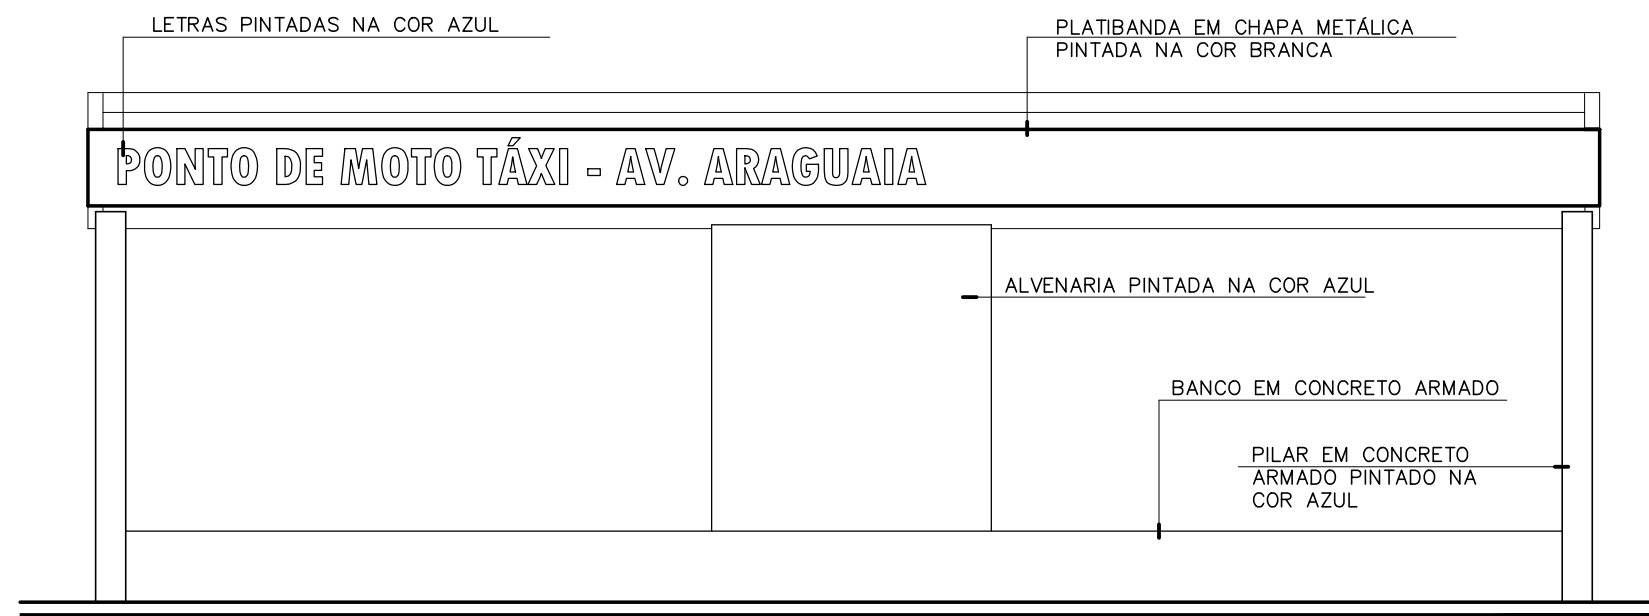 LETRAS PINTADAS NA COR AZUL
PLATIBANDA EM CHAPA METÁLICA
PINTADA NA COR BRANCA
PONTO DE MOTO TÁXI - AV. ARAGUAIA
ALVENARIA PINTADA NA COR AZUL
BANCO EM CONCRETO ARMADO
PILAR EM CONCRETO
ARMADO PINTADO NA
COR AZUL